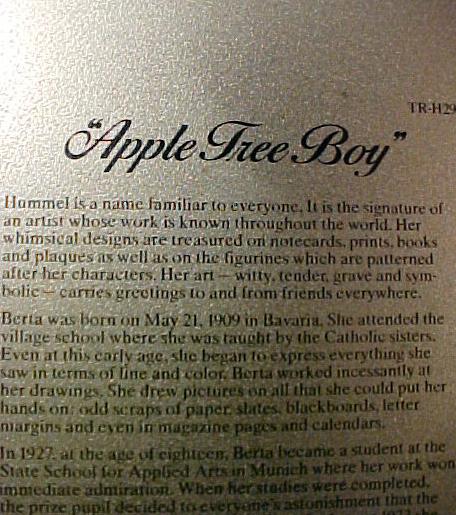 TR-H29
"Apple Tree Boy"
Hummel is a name familiar to everyone. It is the signature of
an artist whose work is known throughout the world. Her
whimsical designs are treasured on notecards, prints, books
and plaques as well as on the figurines which are patterned
after her characters. Her art — witty, tender, grave and sym-
bolic — carries greetings to and from friends everywhere.
Berta was born on May 21, 1909 in Bavaria. She attended the
village school where she was taught by the Catholic sisters.
Even at this early age, she began to express everything she
saw in terms of line and color. Berta worked incessantly at
her drawings. She drew pictures on all that she could put her
hands on: odd scraps of paper, slates, blackboards, letter
margins and even in magazine pages and calendars.
In 1927, at the age of eighteen, Berta became a student at the
State School for Applied Arts in Munich where her work won
immediate admiration. When her studies were completed,
the prize pupil decided to everyone's astonishment that the